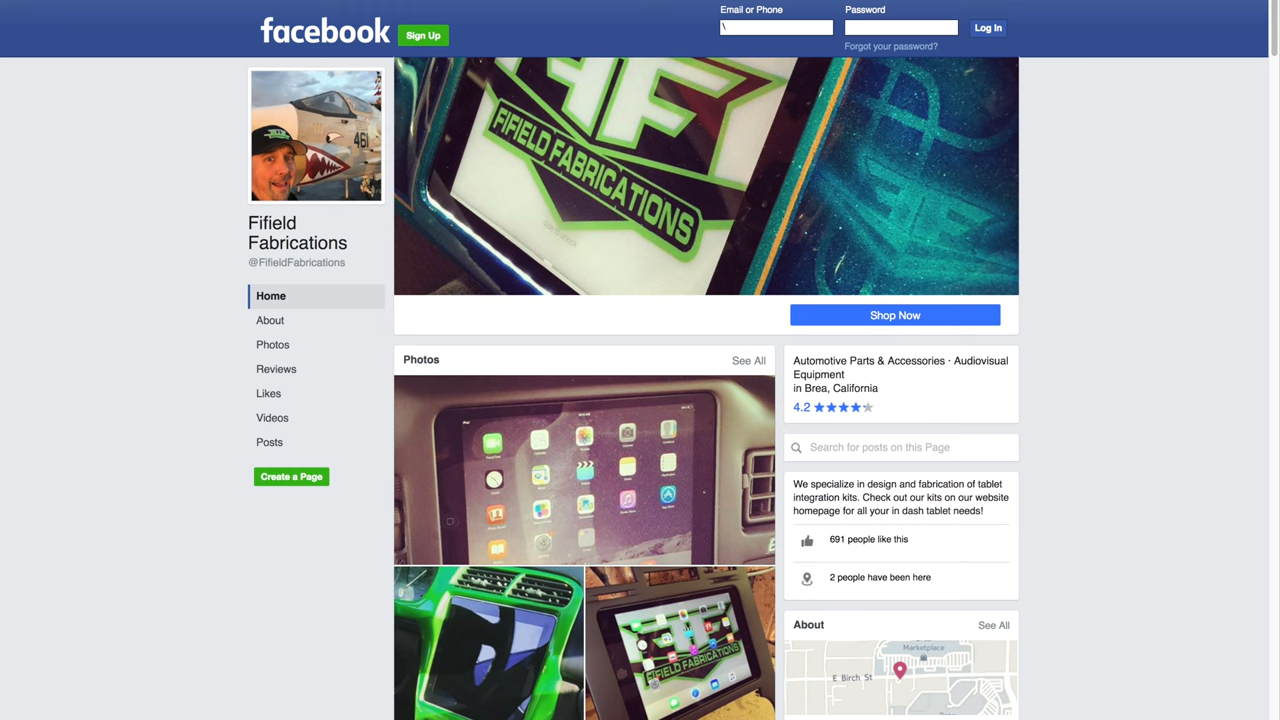 facebook
Sign Up
Email or Phone
Password
\
Log In
Forgot your password?
461
Fifield
Fabrications
@FifieldFabrications
Home
About
Photos
Reviews
Likes
Videos
Posts
Create a Page
FF
FIFIELD FABRICATIONS
Shop Now
Photos
See All
FIFIELD FABRICATIONS
Automotive Parts & Accessories · Audiovisual
Equipment
in Brea, California
4.2
Search for posts on this Page
We specialize in design and fabrication of tablet
integration kits. Check out our kits on our website
homepage for all your in dash tablet needs!
691 people like this
2 people have been here
About
See All
Marketplace
E Birch St